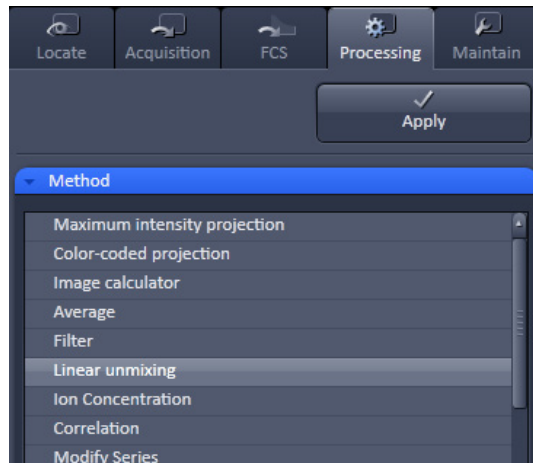 Locate Acquisition FCS Processing Maintain
Apply
Method
Maximum intensity projection
Color-coded projection
Image calculator
Average
Filter
Linear unmixing
Ion Concentration
Correlation
Modify Series